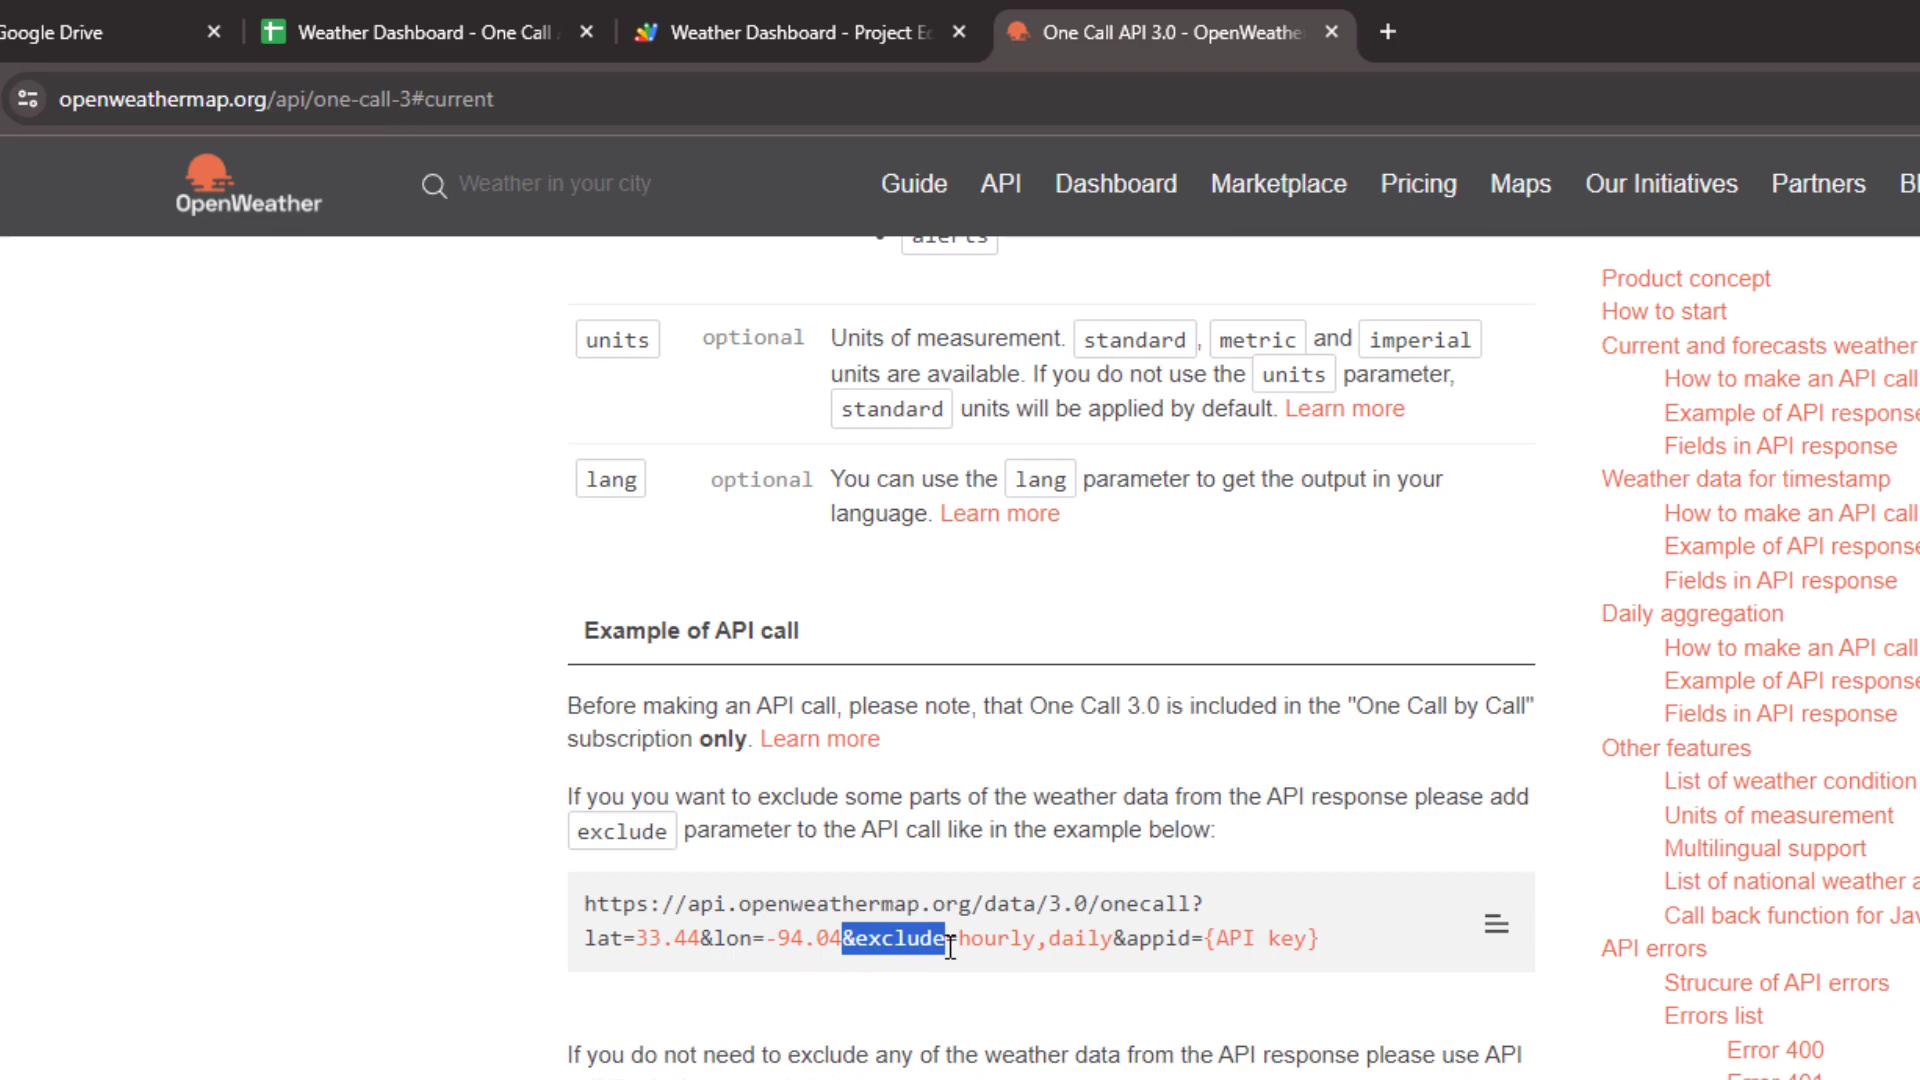 Google Drive
Weather Dashboard - One Call
Weather Dashboard - Project E
One Call API 3.0 - OpenWeathe
openweathermap.org/api/one-call-3#current
OpenWeather
Weather in your city
Guide API Dashboard Marketplace Pricing Maps Our Initiatives Partners Bl
alerts
units optional Units of measurement. standard, metric and imperial
units are available. If you do not use the units parameter,
standard units will be applied by default. Learn more
lang optional You can use the lang parameter to get the output in your
language. Learn more
Example of API call
Before making an API call, please note, that One Call 3.0 is included in the "One Call by Call"
subscription only. Learn more
If you you want to exclude some parts of the weather data from the API response please add
exclude parameter to the API call like in the example below:
https://api.openweathermap.org/data/3.0/onecall?
lat=33.44&lon=-94.04&exclude=hourly,daily&appid={API key}
If you do not need to exclude any of the weather data from the API response please use API
Product concept
How to start
Current and forecasts weather
How to make an API call
Example of API response
Fields in API response
Weather data for timestamp
How to make an API call
Example of API response
Fields in API response
Daily aggregation
How to make an API call
Example of API response
Fields in API response
Other features
List of weather condition
Units of measurement
Multilingual support
List of national weather a
Call back function for Jav
API errors
Strucure of API errors
Errors list
Error 400
Error 401